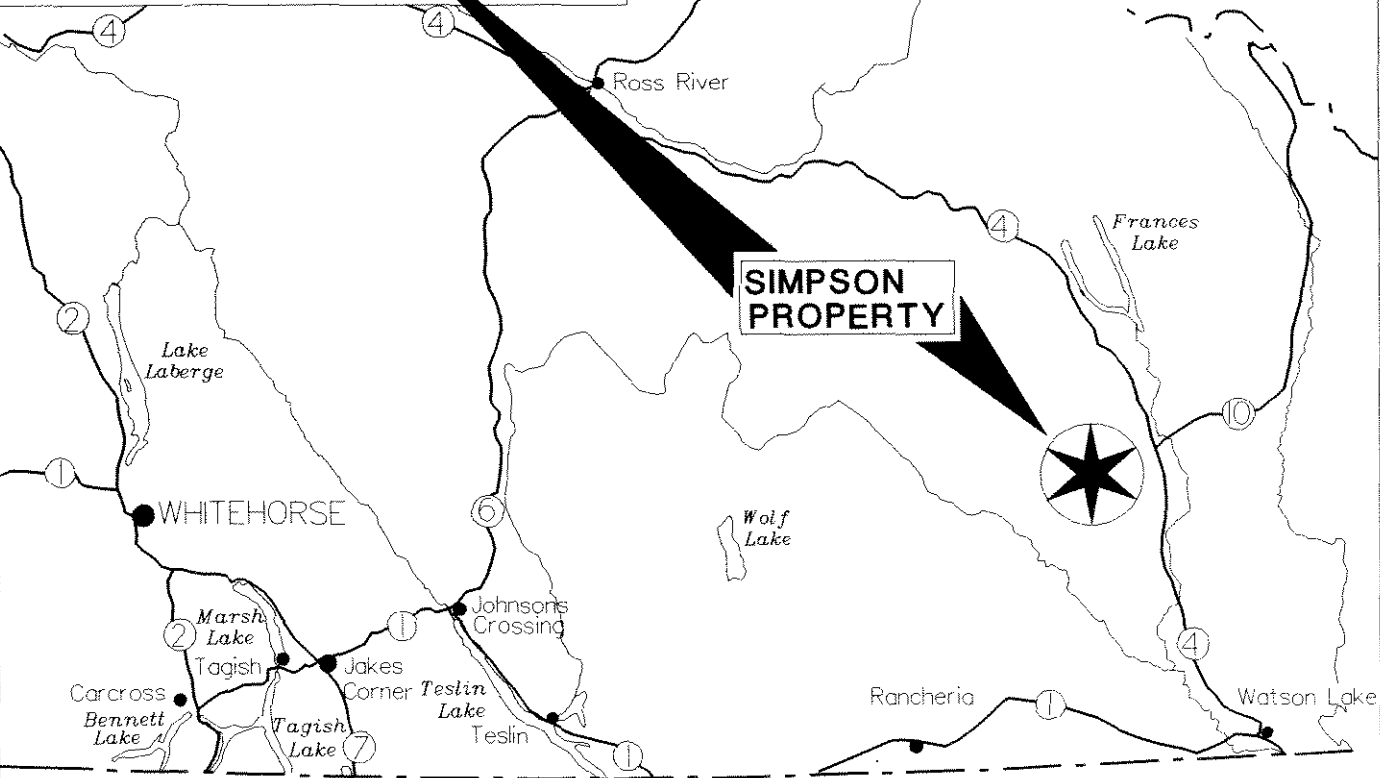 4
4
Ross River
4
Frances
Lake
SIMPSON
PROPERTY
2
Lake
Laberge
10
1
WHITEHORSE
6
Wolf
Lake
Johnsons
Crossing
Marsh
Lake
2
1
4
Tagish
Jakes
Corner
Teslin
Lake
Carcross
Bennett
Lake
Tagish
Lake
7
Teslin
1
Rancheria
1
Watson Lake